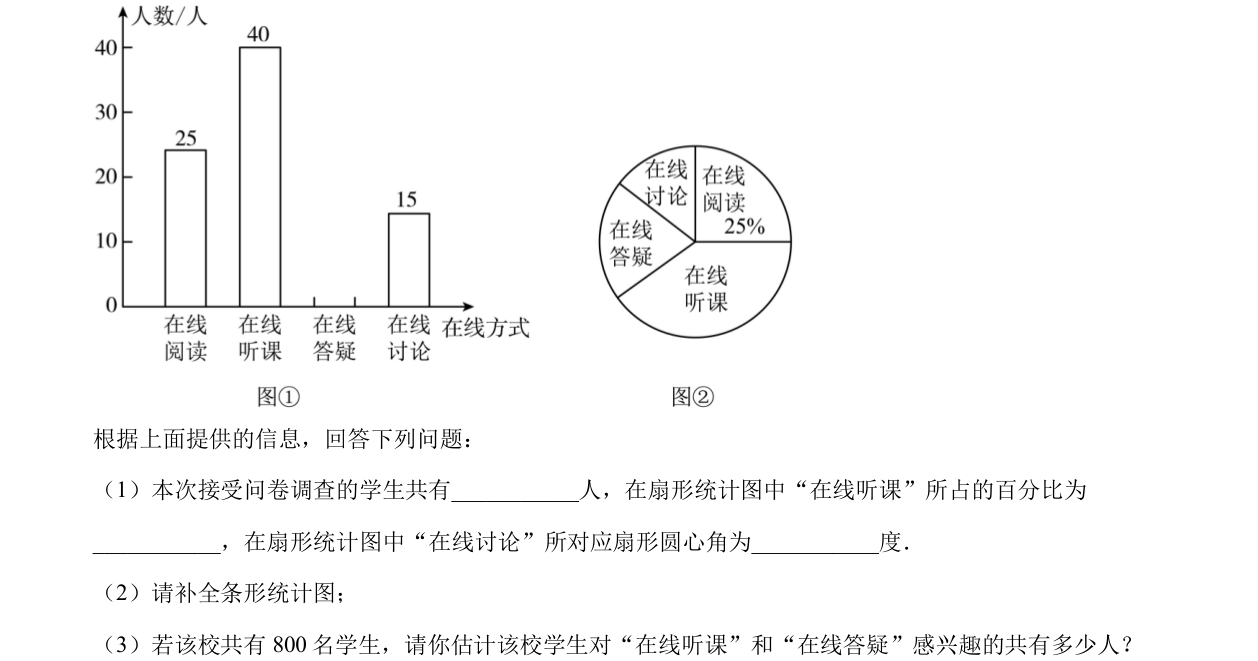 人数/人
40
40
30
25
20
15
10
0
在线
阅读
在线
听课
在线
答疑
在线
讨论
在线方式
图①
在线
讨论
在线
阅读
25%
在线
答疑
在线
听课
图②
根据上面提供的信息，回答下列问题：
（1）本次接受问卷调查的学生共有___________人，在扇形统计图中“在线听课”所占的百分比为
___________，在扇形统计图中“在线讨论”所对应扇形圆心角为___________度．
（2）请补全条形统计图；
（3）若该校共有 800 名学生，请你估计该校学生对“在线听课”和“在线答疑”感兴趣的共有多少人？